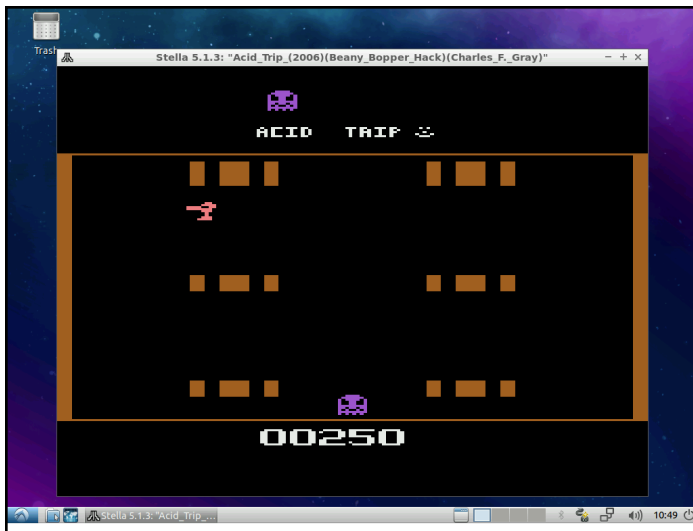 Trash
Stella 5.1.3: "Acid_Trip_(2006)(Beany_Bopper_Hack)(Charles_F._Gray)"
ACID TRIP
00250
Stella 5.1.3: "Acid_Trip_...
10:49